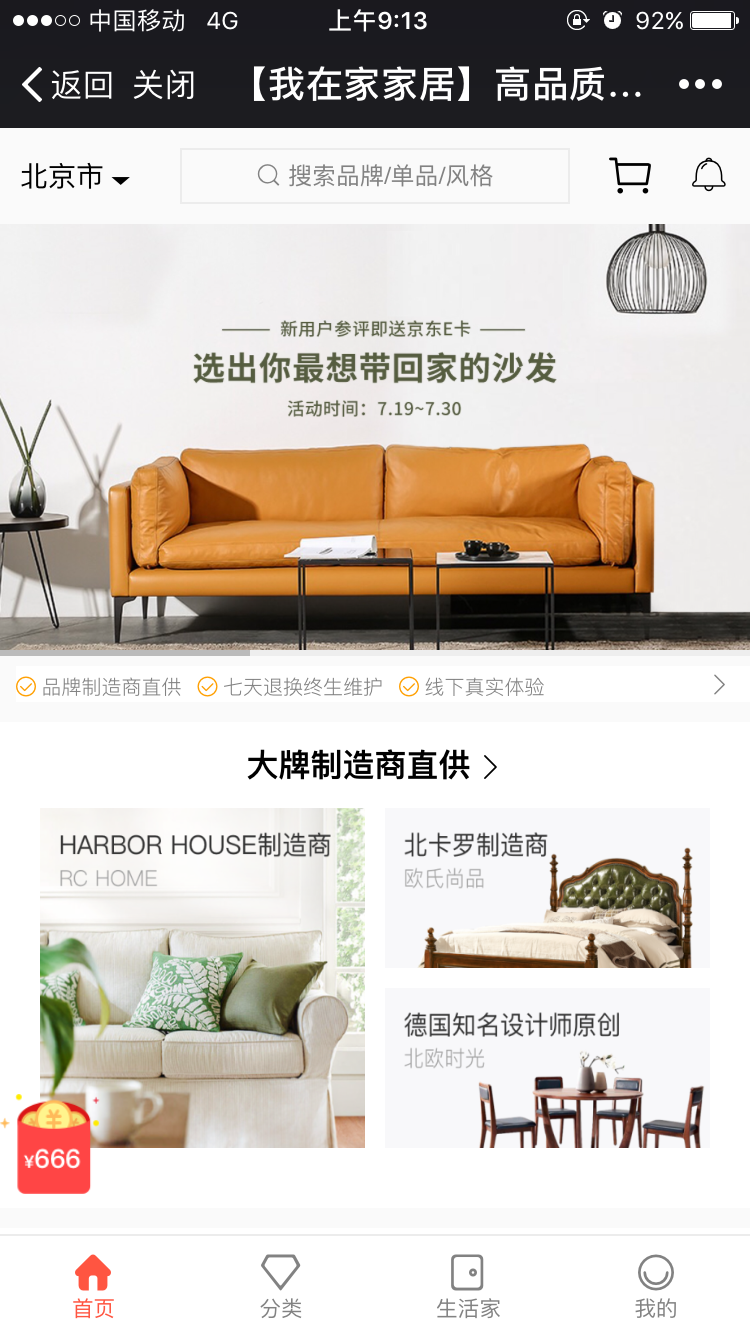 中国移动 4G 上午9:13 92%
返回 关闭 【我在家家居】高品质...
北京市 搜索品牌/单品/风格
新用户参评即送京东E卡
选出你最想带回家的沙发
活动时间：7.19~7.30
品牌制造商直供 七天退换终生维护 线下真实体验
大牌制造商直供
HARBOR HOUSE制造商
RC HOME
北卡罗制造商
欧氏尚品
德国知名设计师原创
北欧时光
¥
¥666
首页 分类 生活家 我的